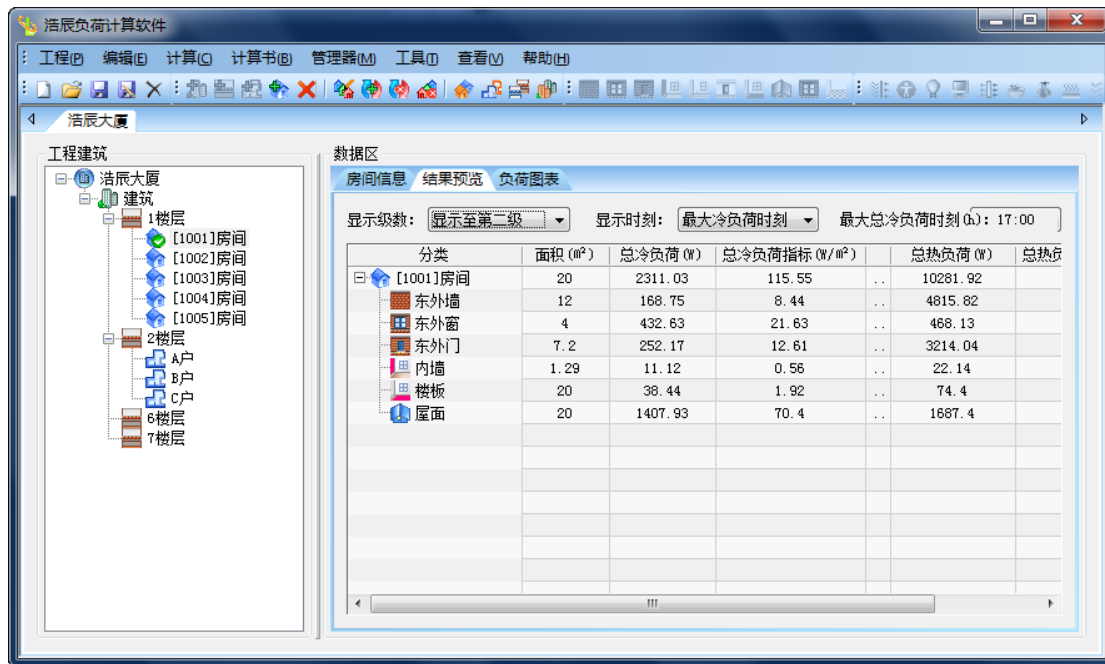 浩辰负荷计算软件
工程(P) 编辑(E) 计算(C) 计算书(B) 管理器(M) 工具(T) 查看(V) 帮助(H)
浩辰大厦
工程建筑
浩辰大厦
建筑
1楼层
[1001]房间
[1002]房间
[1003]房间
[1004]房间
[1005]房间
2楼层
A户
B户
C户
6楼层
7楼层
数据区
房间信息 结果预览 负荷图表
显示级数: 显示至第二级 显示时刻: 最大冷负荷时刻 最大总冷负荷时刻(h): 17:00
分类 面积(m²) 总冷负荷(W) 总冷负荷指标(W/m²) 总热负荷(W) 总热负
[1001]房间 20 2311.03 115.55 .. 10281.92
东外墙 12 168.75 8.44 .. 4815.82
东外窗 4 432.63 21.63 .. 468.13
东外门 7.2 252.17 12.61 .. 3214.04
内墙 1.29 11.12 0.56 .. 22.14
楼板 20 38.44 1.92 .. 74.4
屋面 20 1407.93 70.4 .. 1687.4